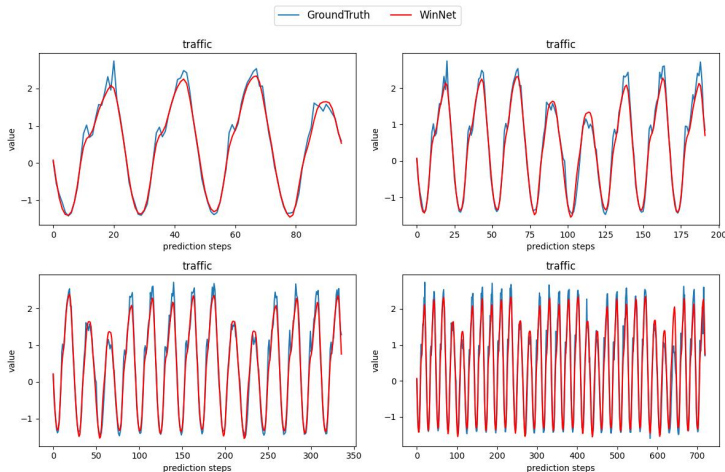 GroundTruth WinNet
traffic traffic
value
2
1
0
−1
0 20 40 60 80
prediction steps
value
2
1
0
−1
0 25 50 75 100 125 150 175 191
prediction steps
traffic traffic
value
2
1
0
−1
0 50 100 150 200 250 300 350
prediction steps
value
2
1
0
−1
0 100 200 300 400 500 600 700
prediction steps